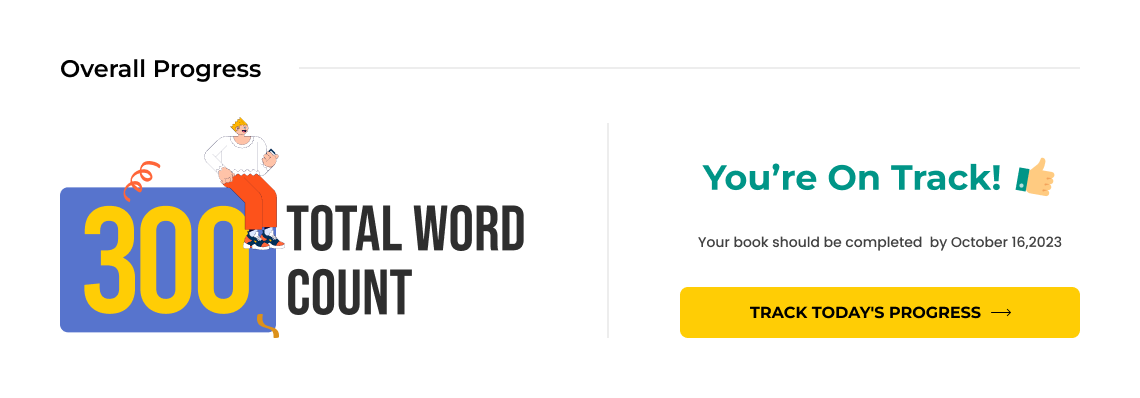 Overall Progress
300
TOTAL WORD
COUNT
You’re On Track!
Your book should be completed  by October 16,2023
TRACK TODAY'S PROGRESS